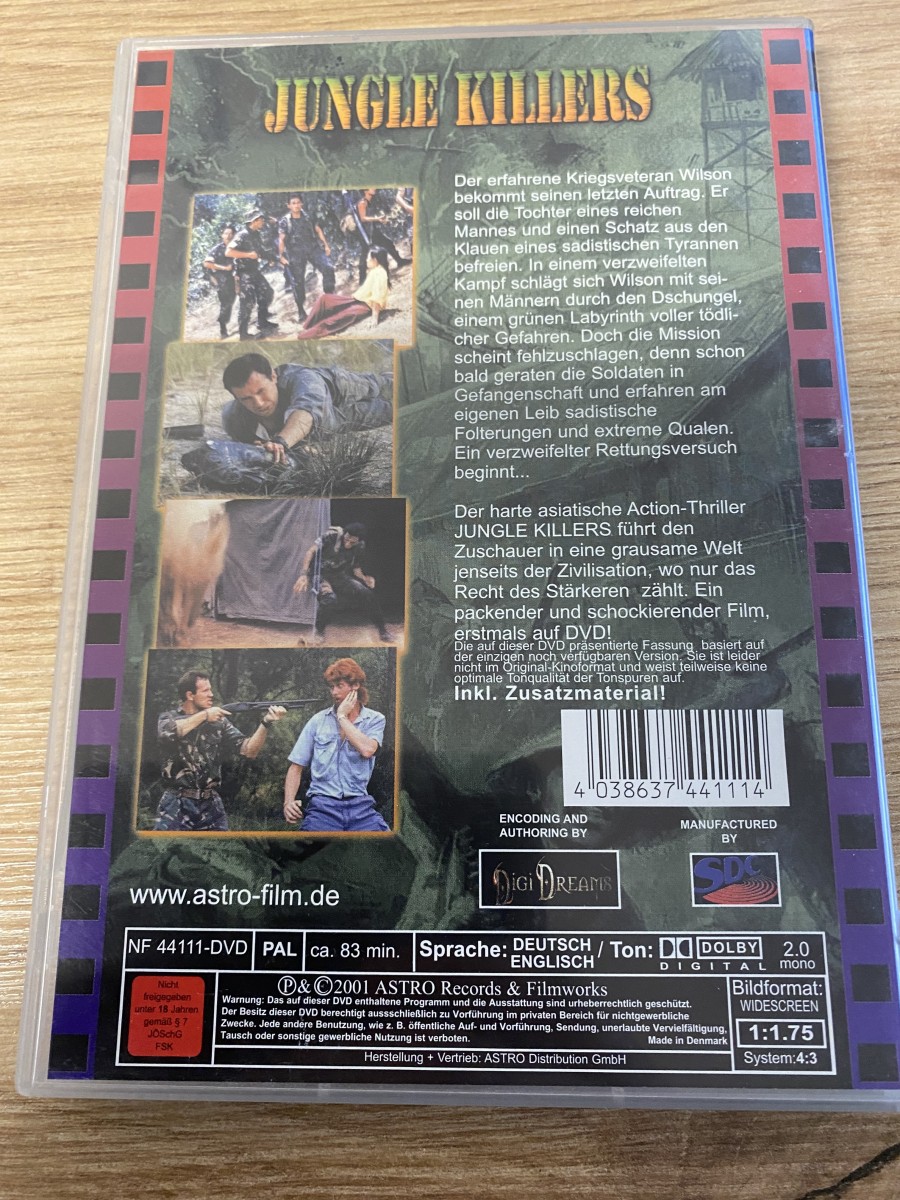 JUNGLE KILLERS
Der erfahrene Kriegsveteran Wilson
bekommt seinen letzten Auftrag. Er
soll die Tochter eines reichen
Mannes und einen Schatz aus den
Klauen eines sadistischen Tyrannen
befreien. In einem verzweifelten
Kampf schlägt sich Wilson mit sei-
nen Männern durch den Dschungel,
einem grünen Labyrinth voller tödli-
cher Gefahren. Doch die Mission
scheint fehlzuschlagen, denn schon
bald geraten die Soldaten in
Gefangenschaft und erfahren am
eigenen Leib sadistische
Folterungen und extreme Qualen.
Ein verzweifelter Rettungsversuch
beginnt...
Der harte asiatische Action-Thriller
JUNGLE KILLERS führt den
Zuschauer in eine grausame Welt
jenseits der Zivilisation, wo nur das
Recht des Stärkeren zählt. Ein
packender und schockierender Film,
erstmals auf DVD!
Die auf dieser DVD präsentierte Fassung basiert auf
der einzigen noch verfügbaren Version. Sie ist leider
nicht im Original-Kinoformat und weist teilweise keine
optimale Tonqualität der Tonspuren auf.
Inkl. Zusatzmaterial!
4 038637 441114
ENCODING AND
AUTHORING BY
DIGI DREAMS
MANUFACTURED
BY
SDC
www.astro-film.de
NF 44111-DVD PAL ca. 83 min. Sprache: DEUTSCH ENGLISCH / Ton: DOLBY DIGITAL 2.0 mono
Nicht
freigegeben
unter 18 Jahren
gemäß § 7
JÖSchG
FSK
Ⓟ&©2001 ASTRO Records & Filmworks
Warnung: Das auf dieser DVD enthaltene Programm und die Ausstattung sind urheberrechtlich geschützt.
Der Besitz dieser DVD berechtigt aussschließlich zu Vorführung im privaten Bereich für nichtgewerbliche
Zwecke. Jede andere Benutzung, wie z. B. öffentliche Auf- und Vorführung, Sendung, unerlaubte Vervielfältigung,
Tausch oder sonstige gewerbliche Nutzung ist verboten.
Made in Denmark
Herstellung + Vertrieb: ASTRO Distribution GmbH
Bildformat:
WIDESCREEN
1:1.75
System:4:3